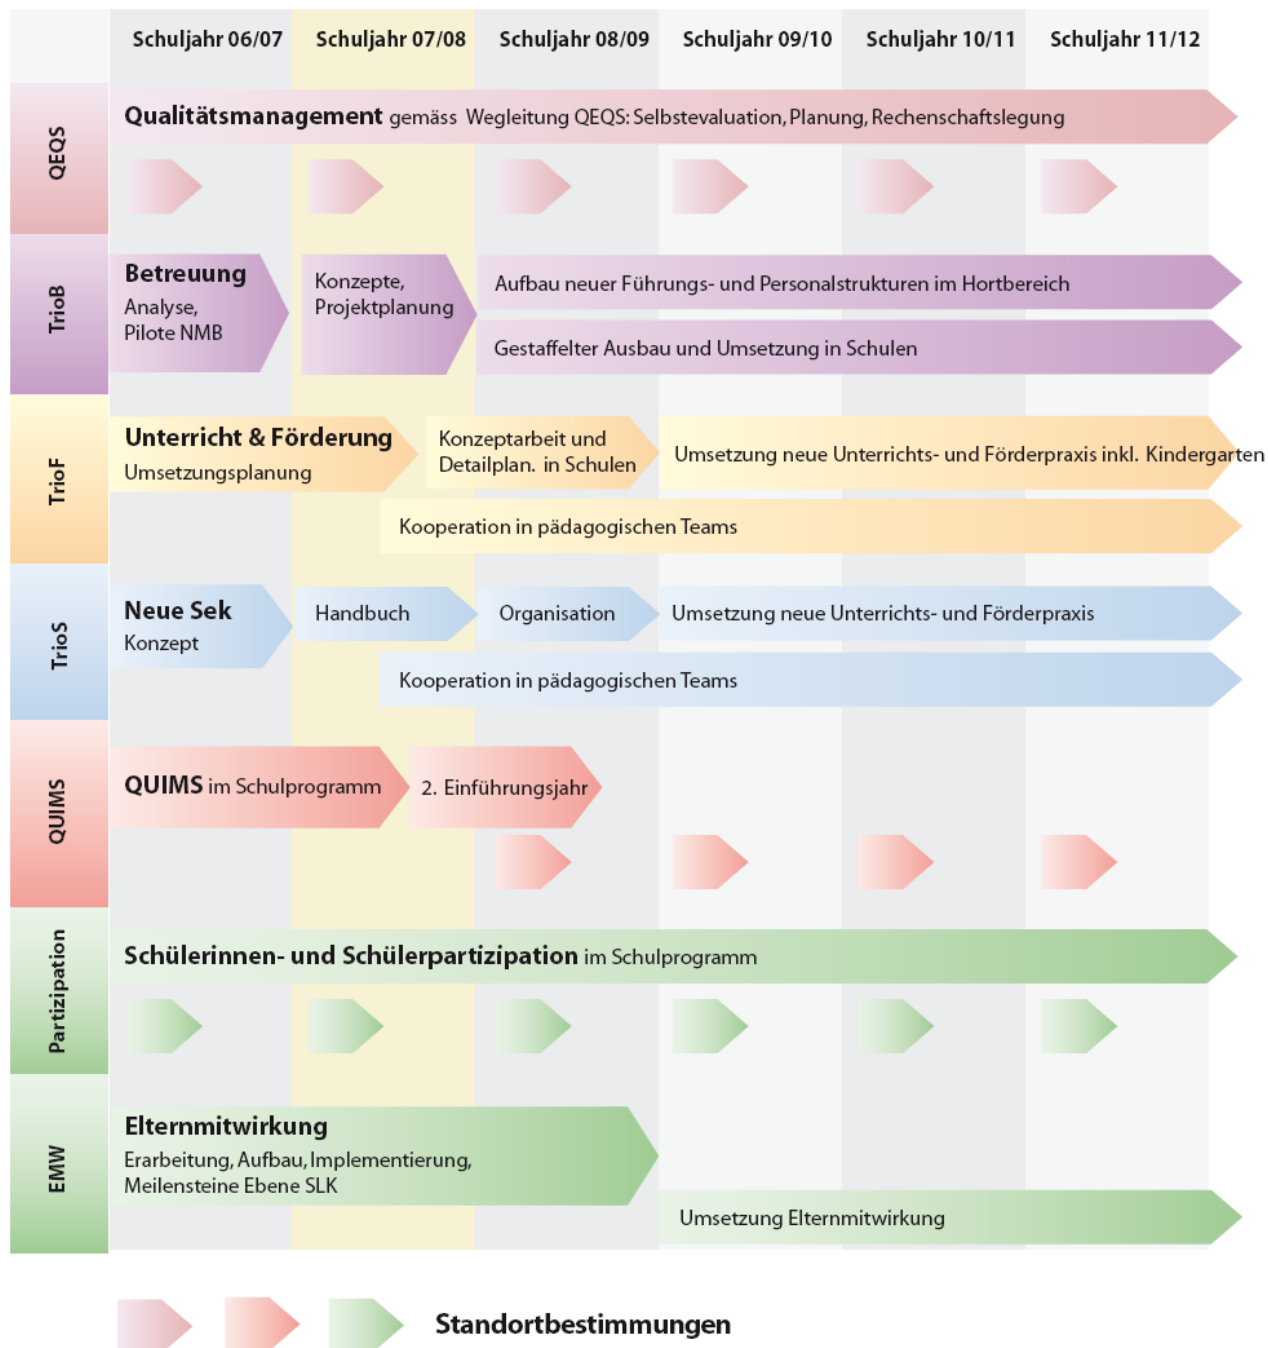 Schuljahr 06/07 Schuljahr 07/08 Schuljahr 08/09 Schuljahr 09/10 Schuljahr 10/11 Schuljahr 11/12
QEQS
Qualitätsmanagement gemäss Wegleitung QEQS: Selbstevaluation, Planung, Rechenschaftslegung
TrioB
Betreuung
Analyse,
Pilote NMB
Konzepte,
Projektplanung
Aufbau neuer Führungs- und Personalstrukturen im Hortbereich
Gestaffelter Ausbau und Umsetzung in Schulen
TrioF
Unterricht & Förderung
Umsetzungsplanung
Konzeptarbeit und
Detailplan. in Schulen
Umsetzung neue Unterrichts- und Förderpraxis inkl. Kindergarten
Kooperation in pädagogischen Teams
TrioS
Neue Sek
Konzept
Handbuch
Organisation
Umsetzung neue Unterrichts- und Förderpraxis
Kooperation in pädagogischen Teams
QUIMS
QUIMS im Schulprogramm
2. Einführungsjahr
Partizipation
Schülerinnen- und Schülerpartizipation im Schulprogramm
EMW
Elternmitwirkung
Erarbeitung, Aufbau, Implementierung,
Meilensteine Ebene SLK
Umsetzung Elternmitwirkung
Standortbestimmungen